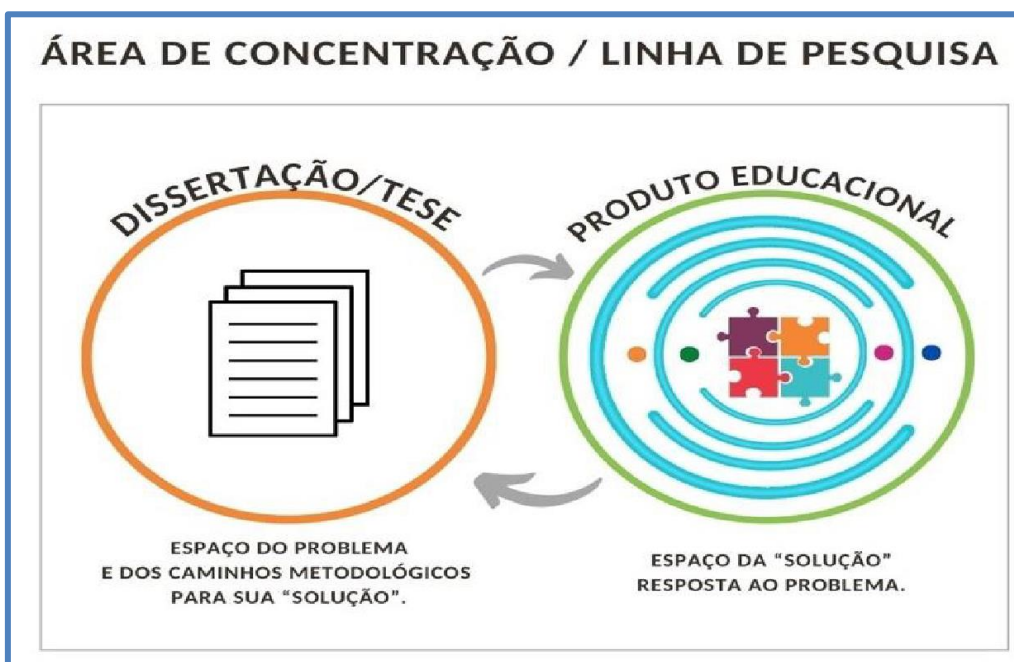 ÁREA DE CONCENTRAÇÃO / LINHA DE PESQUISA
DISSERTAÇÃO/TESE
PRODUTO EDUCACIONAL
ESPAÇO DO PROBLEMA
E DOS CAMINHOS METODOLÓGICOS
PARA SUA “SOLUÇÃO”.
ESPAÇO DA “SOLUÇÃO”
RESPOSTA AO PROBLEMA.